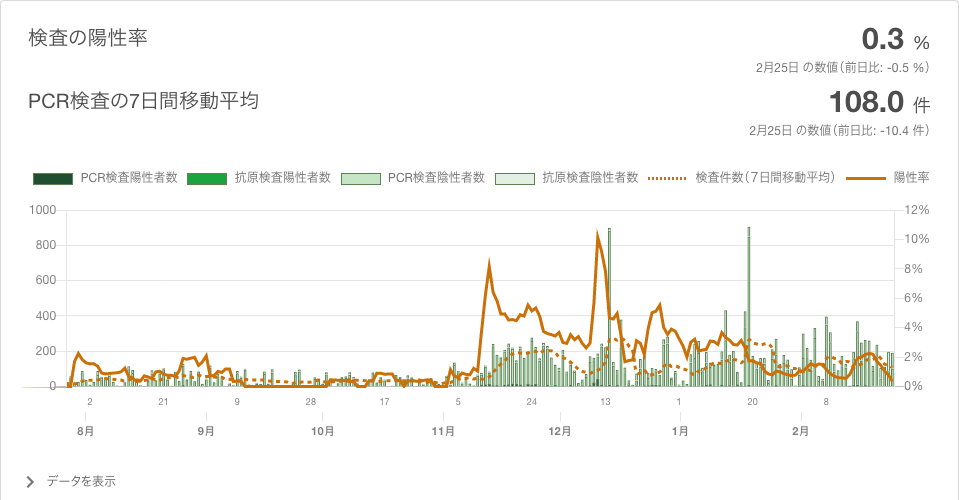 検査の陽性率
0.3 %
2月25日 の数値（前日比: -0.5 %）
PCR検査の7日間移動平均
108.0 件
2月25日 の数値（前日比: -10.4 件）
PCR検査陽性者数 抗原検査陽性者数 PCR検査陰性者数 抗原検査陰性者数 検査件数（7日間移動平均） 陽性率
1000 12%
800 10%
600 8%
400 6%
200 4%
0 2%
0%
2 21 9 28 17 5 24 13 1 20 8
8月 9月 10月 11月 12月 1月 2月
データを表示